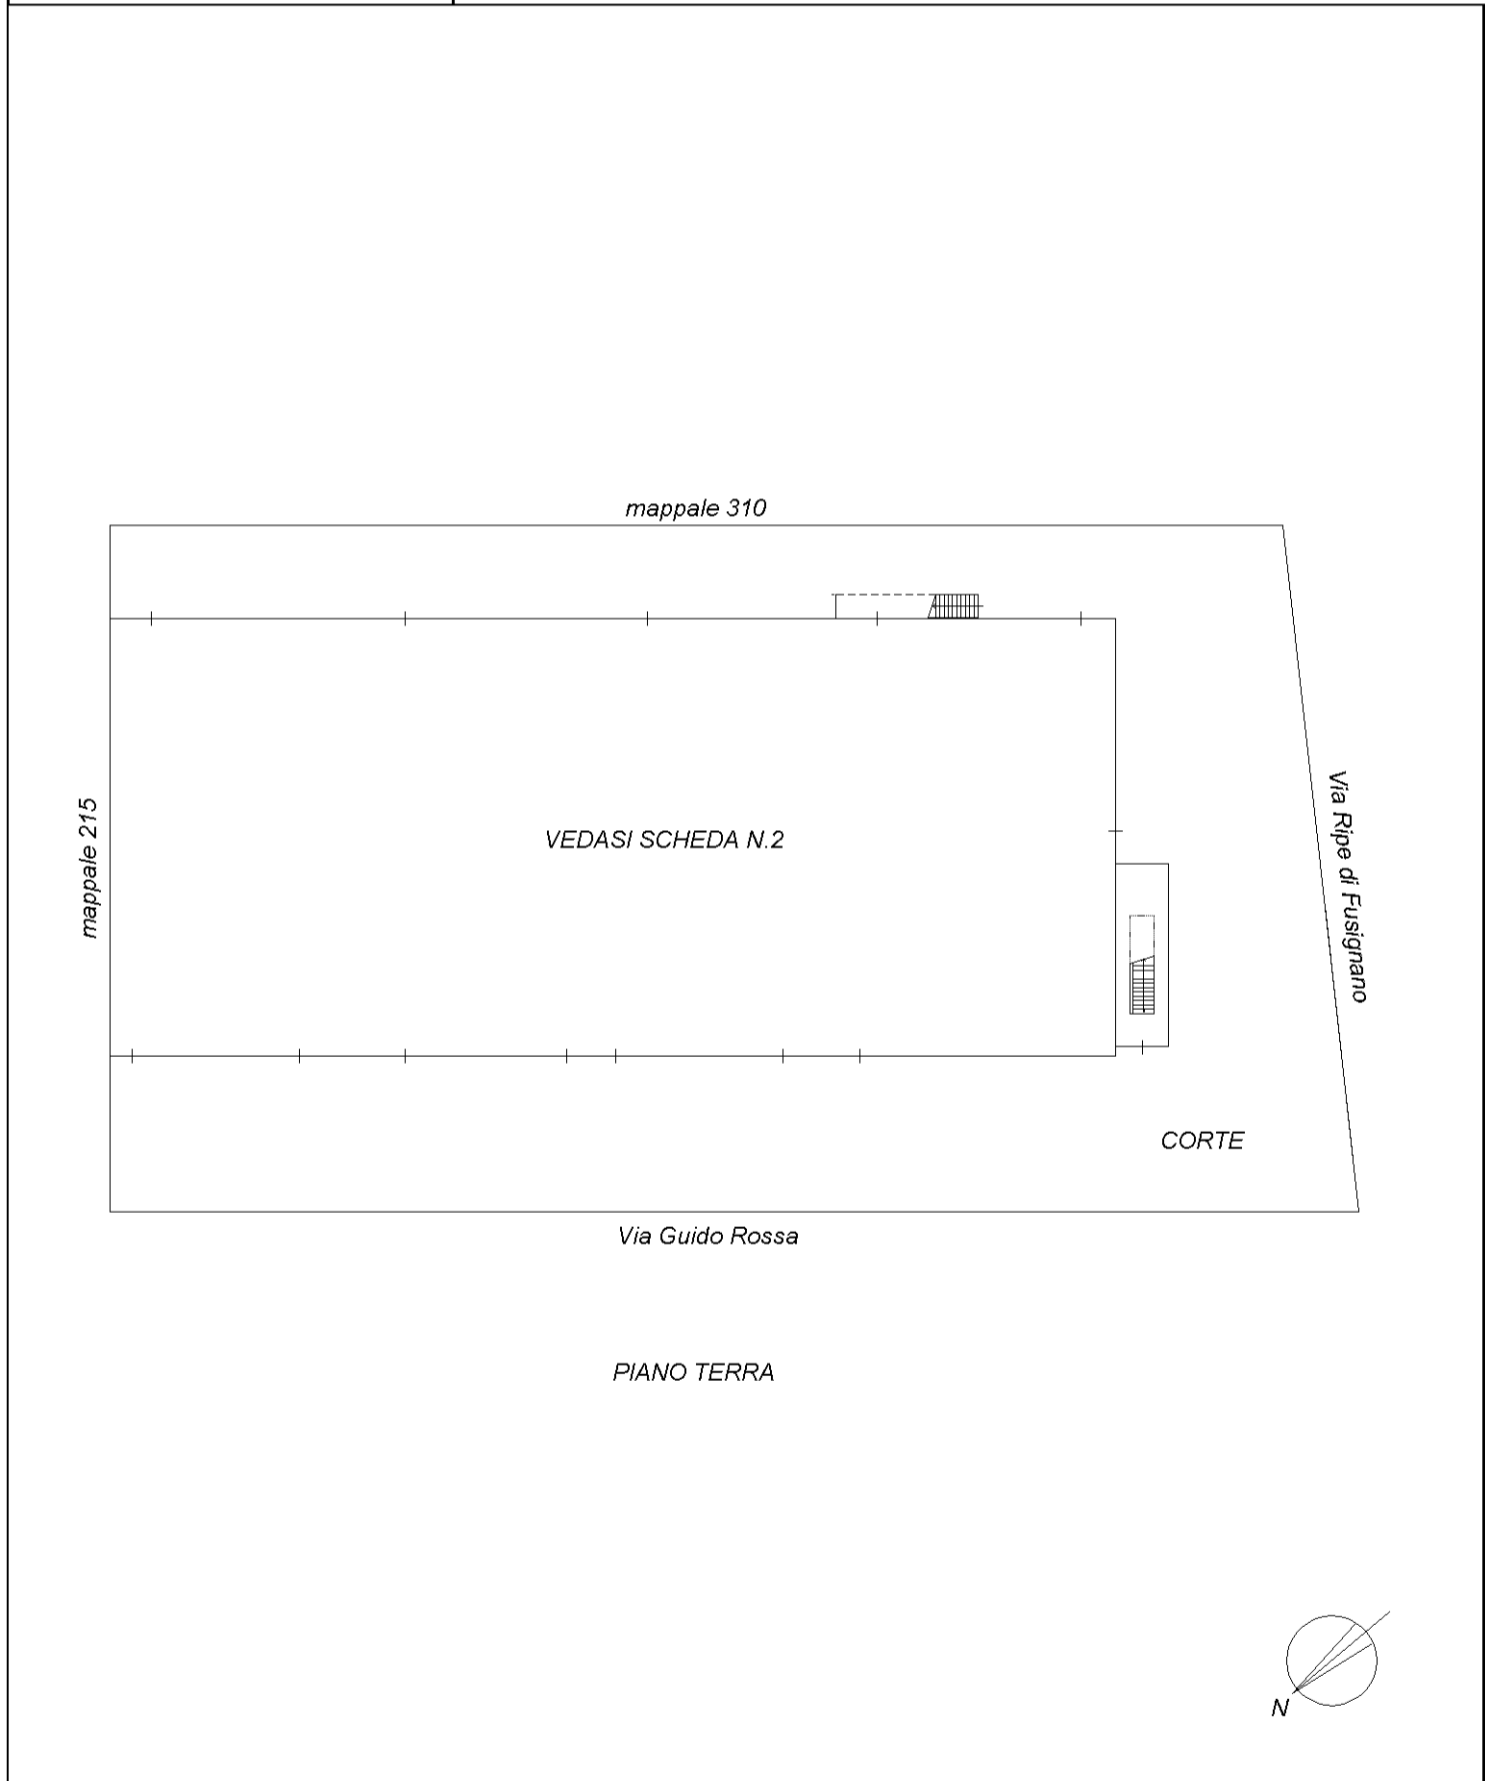 mappale 310
mappale 215
VEDASI SCHEDA N.2
Via Ripe di Fusignano
CORTE
Via Guido Rossa
PIANO TERRA
N